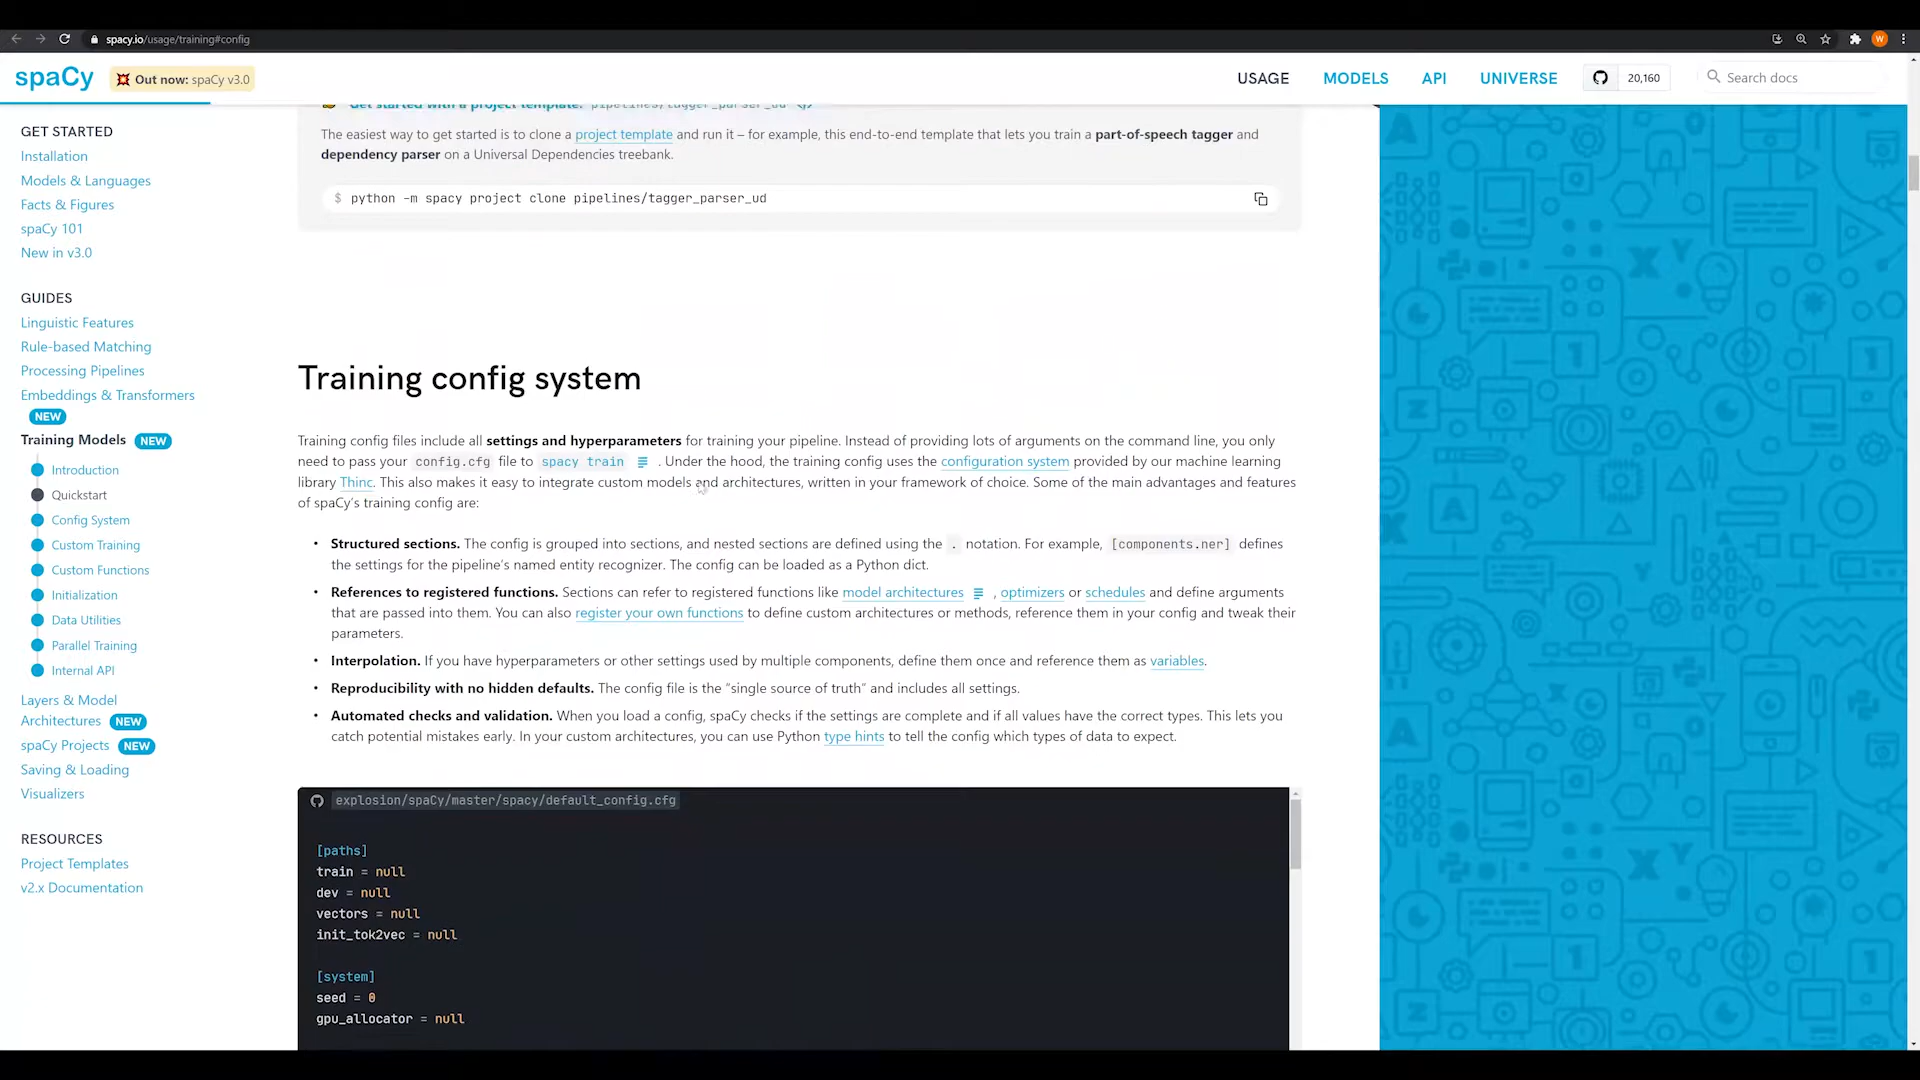 spacy.io/usage/training#config
W
spaCy
Out now: spaCy v3.0
USAGE
MODELS
API
UNIVERSE
20,160
Search docs
GET STARTED
Installation
Models & Languages
Facts & Figures
spaCy 101
New in v3.0
GUIDES
Linguistic Features
Rule-based Matching
Processing Pipelines
Embeddings & Transformers
NEW
Training Models NEW
Introduction
Quickstart
Config System
Custom Training
Custom Functions
Initialization
Data Utilities
Parallel Training
Internal API
Layers & Model
Architectures NEW
spaCy Projects NEW
Saving & Loading
Visualizers
RESOURCES
Project Templates
v2.x Documentation
Get started with a project template: pipelines/tagger_parser_ud
The easiest way to get started is to clone a project template and run it – for example, this end-to-end template that lets you train a part-of-speech tagger and
dependency parser on a Universal Dependencies treebank.
$ python -m spacy project clone pipelines/tagger_parser_ud
Training config system
Training config files include all settings and hyperparameters for training your pipeline. Instead of providing lots of arguments on the command line, you only
need to pass your config.cfg file to spacy train . Under the hood, the training config uses the configuration system provided by our machine learning
library Thinc. This also makes it easy to integrate custom models and architectures, written in your framework of choice. Some of the main advantages and features
of spaCy’s training config are:
• Structured sections. The config is grouped into sections, and nested sections are defined using the . notation. For example, [components.ner] defines
the settings for the pipeline’s named entity recognizer. The config can be loaded as a Python dict.
• References to registered functions. Sections can refer to registered functions like model architectures , optimizers or schedules and define arguments
that are passed into them. You can also register your own functions to define custom architectures or methods, reference them in your config and tweak their
parameters.
• Interpolation. If you have hyperparameters or other settings used by multiple components, define them once and reference them as variables.
• Reproducibility with no hidden defaults. The config file is the “single source of truth” and includes all settings.
• Automated checks and validation. When you load a config, spaCy checks if the settings are complete and if all values have the correct types. This lets you
catch potential mistakes early. In your custom architectures, you can use Python type hints to tell the config which types of data to expect.
explosion/spaCy/master/spacy/default_config.cfg
[paths]
train = null
dev = null
vectors = null
init_tok2vec = null
[system]
seed = 0
gpu_allocator = null